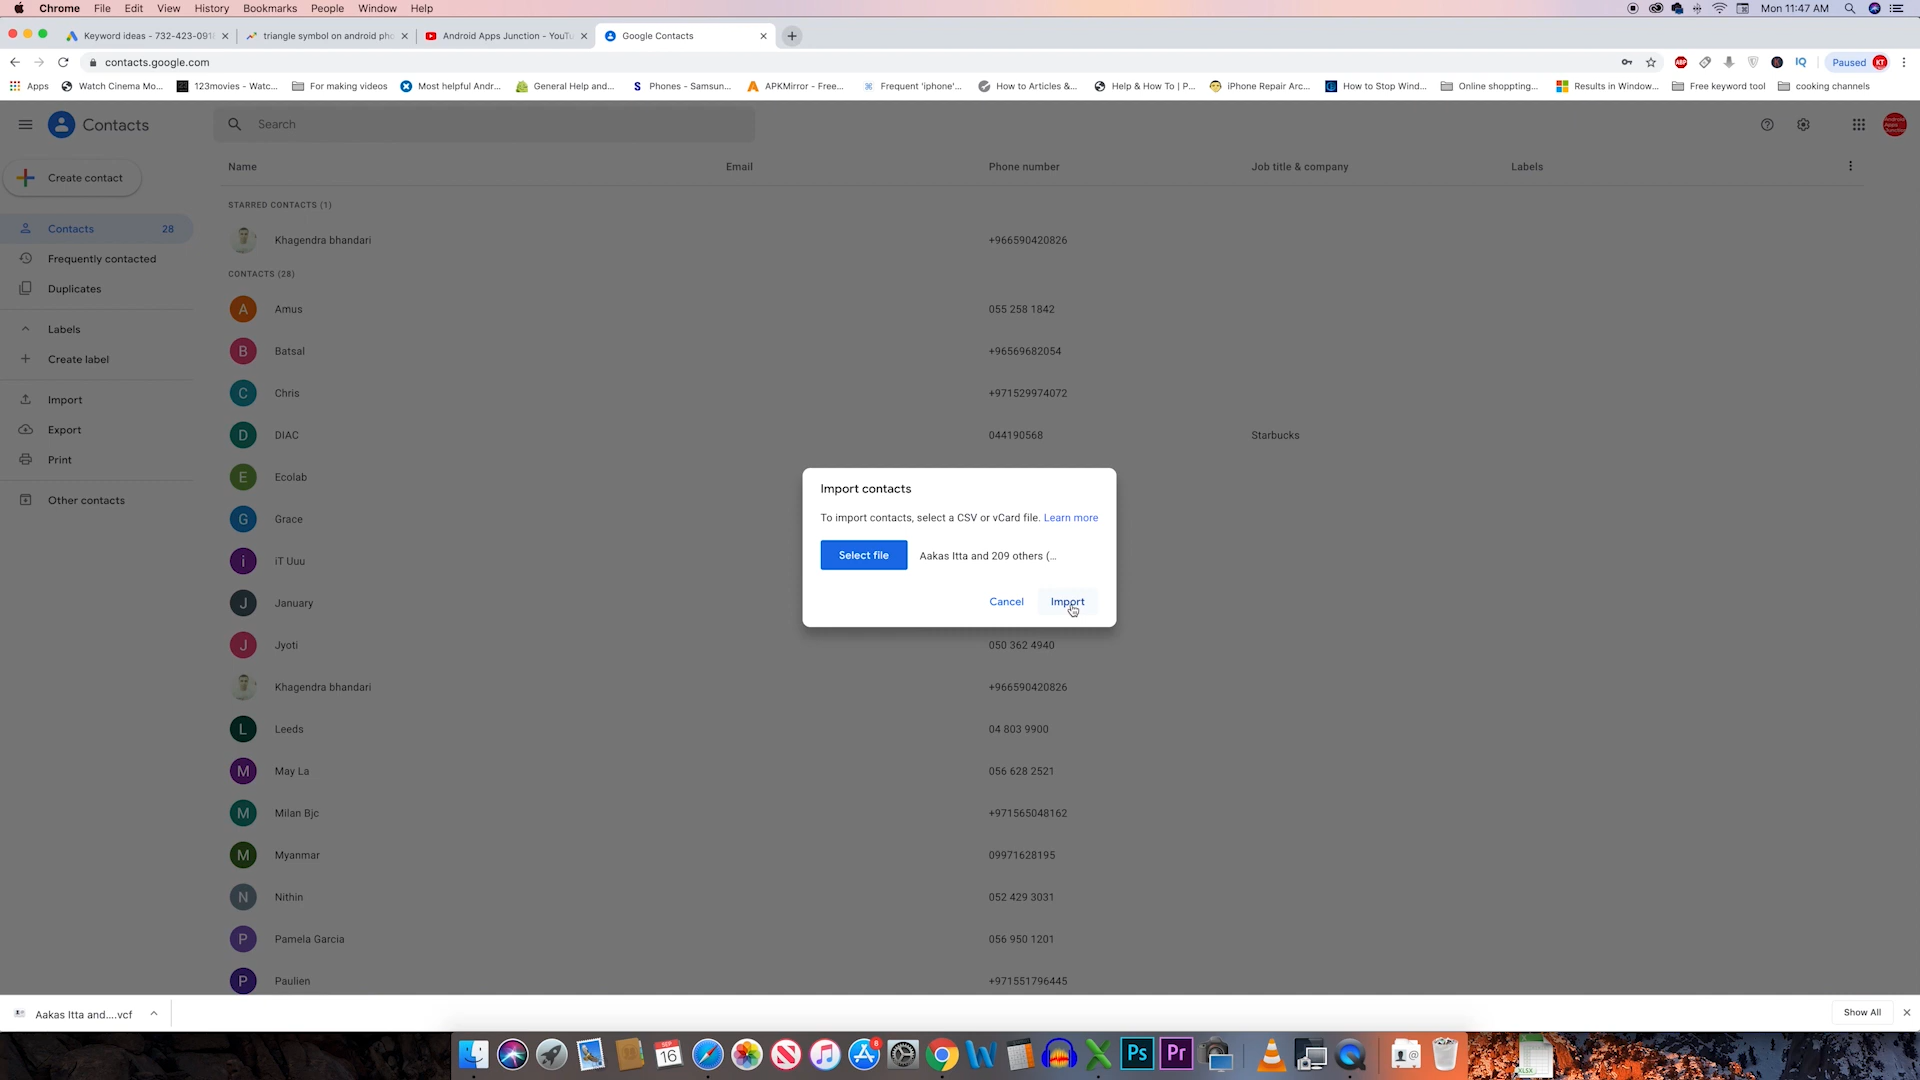 Chrome File Edit View History Bookmarks People Window Help Mon 11:47 AM
Keyword ideas - 732-423-091 triangle symbol on android pho Android Apps Junction - YouTu Google Contacts
contacts.google.com Paused KT
Apps Watch Cinema Mo... 123movies - Watc... For making videos Most helpful Andr... General Help and... Phones - Samsun... APKMirror - Free... Frequent 'iphone'... How to Articles &... Help & How To | P... iPhone Repair Arc... How to Stop Wind... Online shoppting... Results in Window... Free keyword tool cooking channels
Contacts Search
Create contact
Contacts 28
Frequently contacted
Duplicates
Labels
Create label
Import
Export
Print
Other contacts
Name Email Phone number Job title & company Labels
STARRED CONTACTS (1)
Khagendra bhandari +966590420826
CONTACTS (28)
A Amus 055 258 1842
B Batsal +96569682054
C Chris +971529974072
D DIAC 044190568 Starbucks
E Ecolab
G Grace
i iT Uuu
J January
J Jyoti 050 362 4940
Khagendra bhandari +966590420826
L Leeds 04 803 9900
M May La 056 628 2521
M Milan Bjc +971565048162
M Myanmar 09971628195
N Nithin 052 429 3031
P Pamela Garcia 056 950 1201
P Paulien +971551796445
Import contacts
To import contacts, select a CSV or vCard file. Learn more
Select file Aakas Itta and 209 others (...
Cancel Import
Aakas Itta and....vcf Show All
SEP 16 8 Ps Pr XLSX